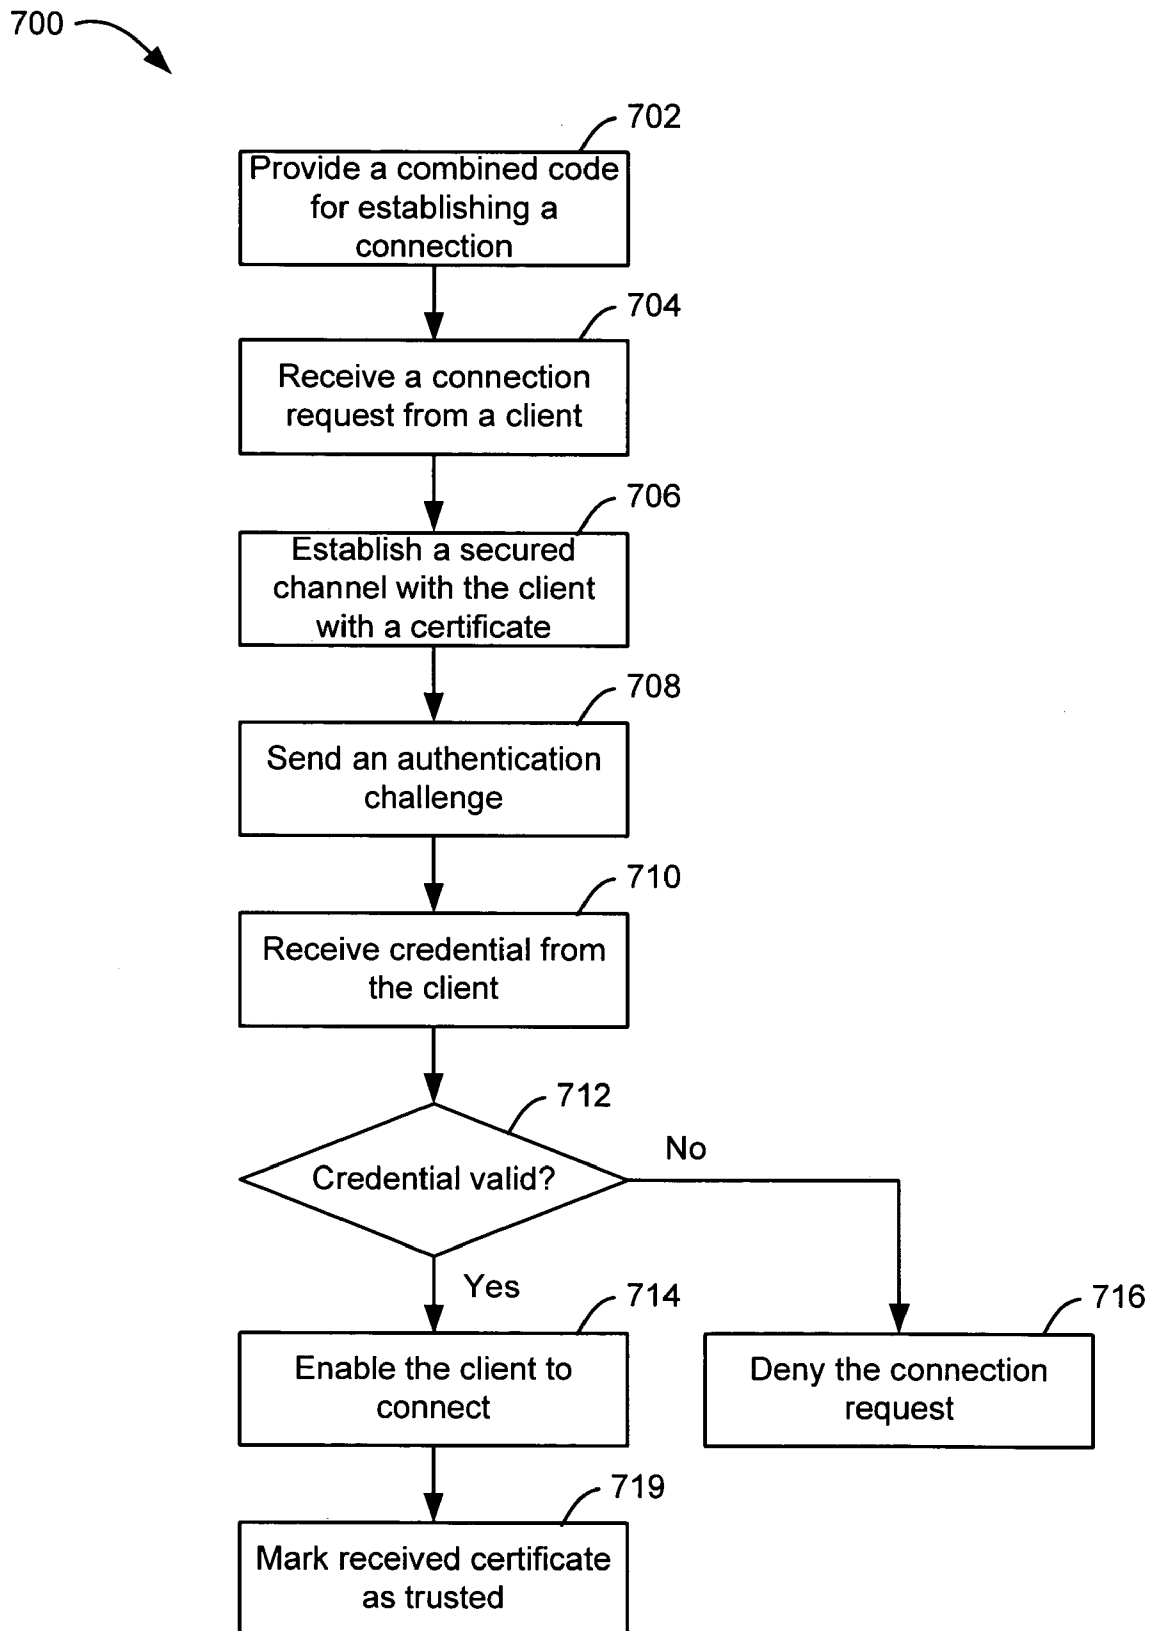 700
702
Provide a combined code
for establishing a
connection
704
Receive a connection
request from a client
706
Establish a secured
channel with the client
with a certificate
708
Send an authentication
challenge
710
Receive credential from
the client
712
Credential valid?
No
Yes
714
Enable the client to
connect
716
Deny the connection
request
719
Mark received certificate
as trusted